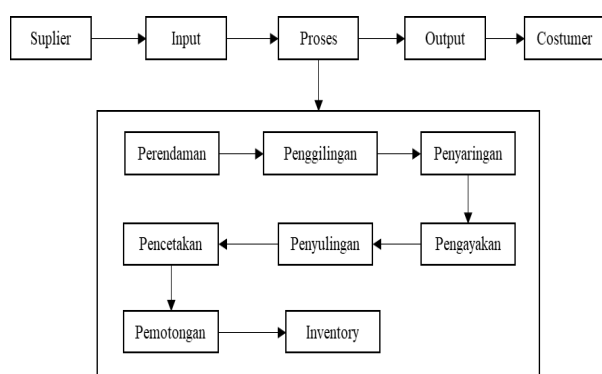 Suplier
Input
Proses
Output
Costumer
Perendaman
Penggilingan
Penyaringan
Pencetakan
Penyulingan
Pengayakan
Pemotongan
Inventory